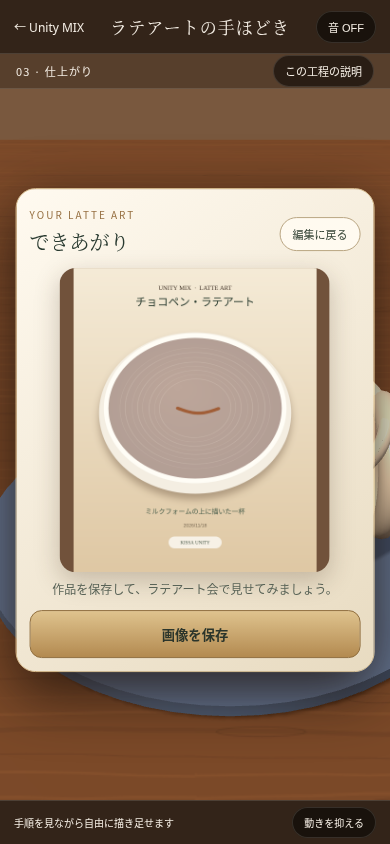 ← Unity MIX
ラテアートの手ほどき
音 OFF
03 · 仕上がり
この工程の説明
YOUR LATTE ART
できあがり
編集に戻る
UNITY MIX · LATTE ART
チョコペン・ラテアート
ミルクフォームの上に描いた一杯
KISSA UNITY
作品を保存して、ラテアート会で見せてみましょう。
画像を保存
手順を見ながら自由に描き足せます
動きを抑える